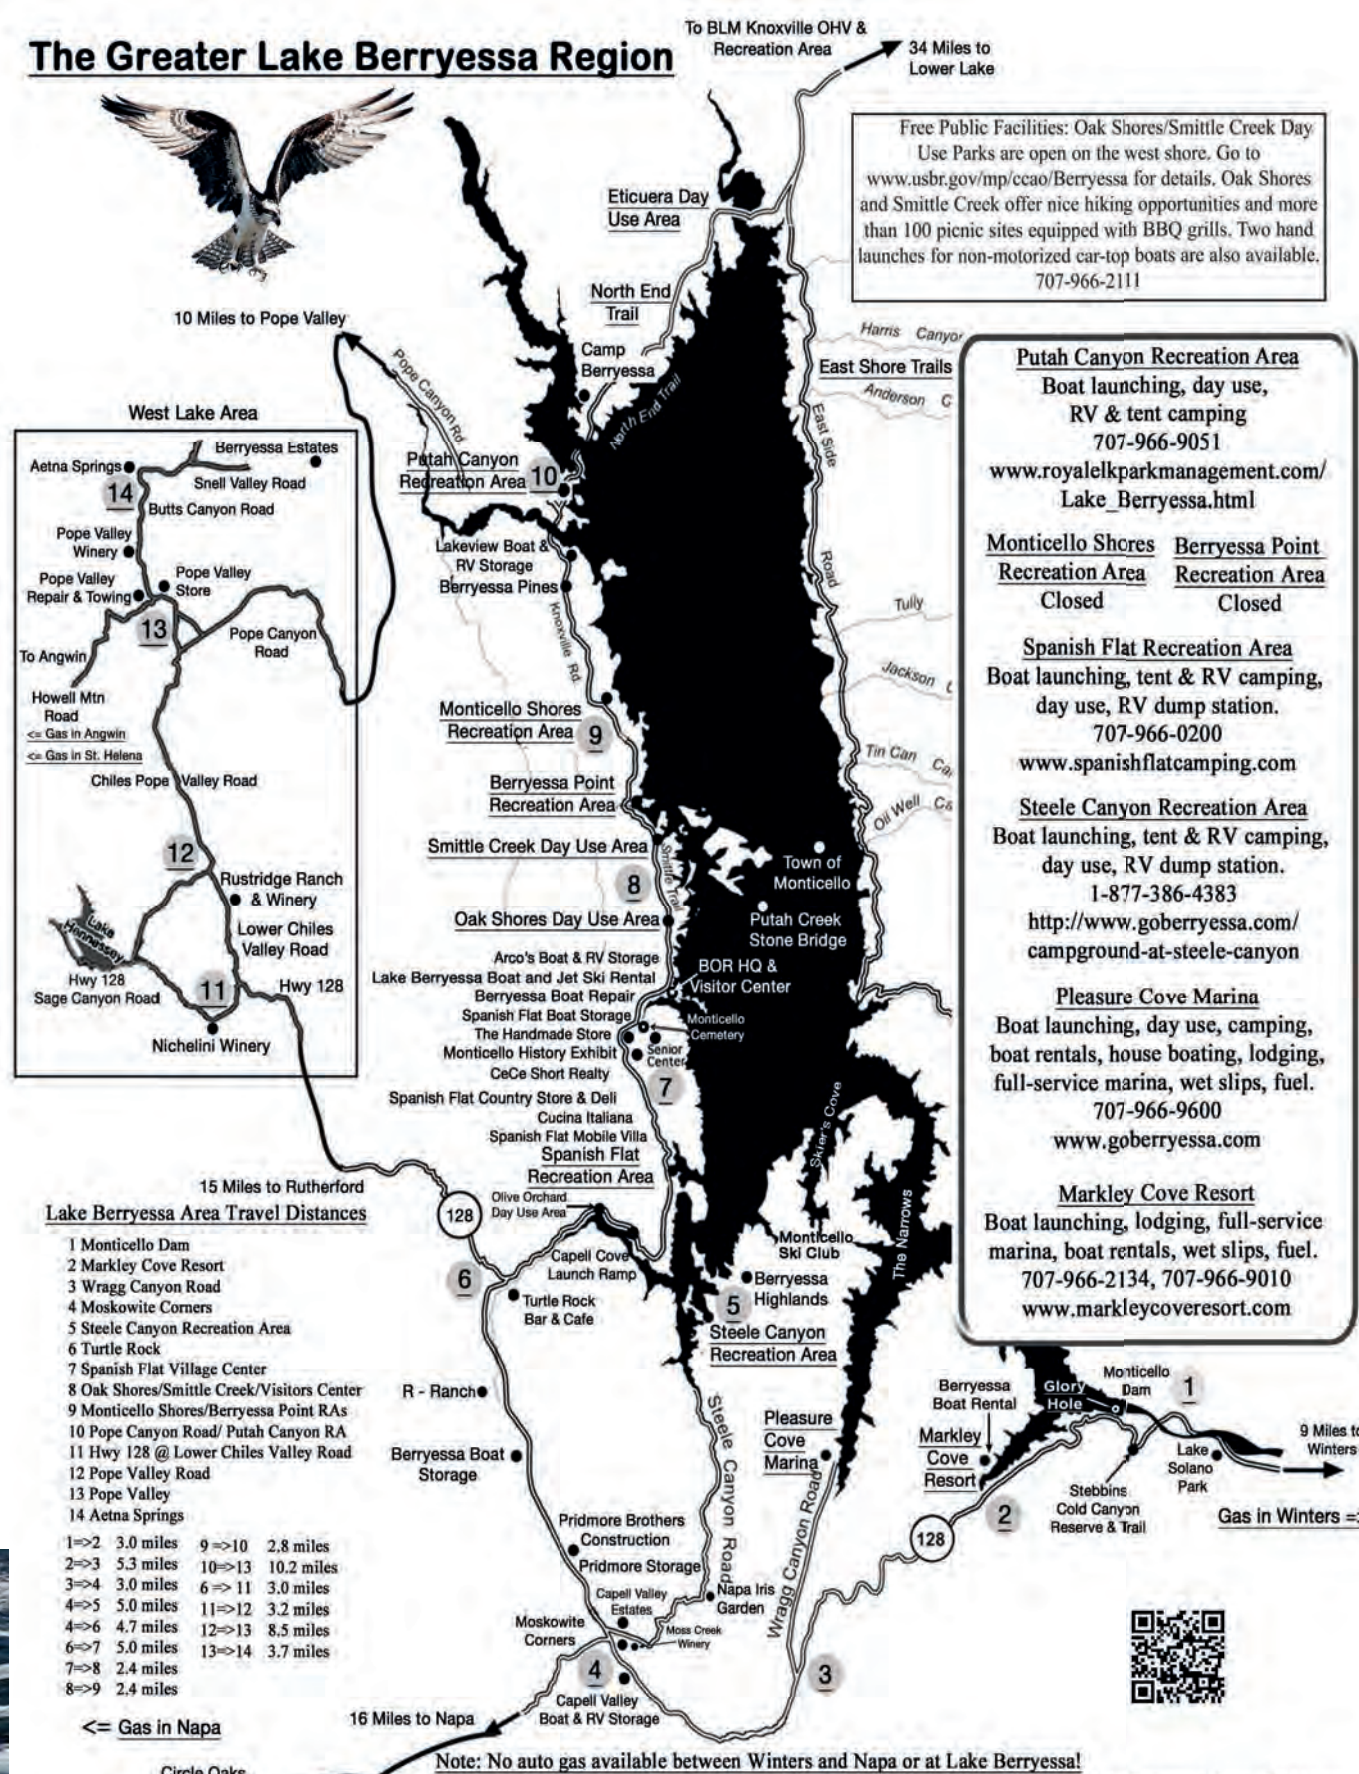 The Greater Lake Berryessa Region
To BLM Knoxville OHV &
Recreation Area
34 Miles to
Lower Lake
Free Public Facilities: Oak Shores/Smittle Creek Day
Use Parks are open on the west shore. Go to
www.usbr.gov/mp/ccao/Berryessa for details. Oak Shores
and Smittle Creek offer nice hiking opportunities and more
than 100 picnic sites equipped with BBQ grills. Two hand
launches for non-motorized car-top boats are also available.
707-966-2111
Eticuera Day
Use Area
North End
Trail
Camp
Berryessa
North End Trail
10 Miles to Pope Valley
Pope Canyon Rd.
Putah Canyon
Recreation Area
10
Lakeview Boat &
RV Storage
Berryessa Pines
Knoxville Rd.
Monticello Shores
Recreation Area
9
Berryessa Point
Recreation Area
Smittle Creek Day Use Area
Smittle Trail
8
Oak Shores Day Use Area
Harris Canyon
East Shore Trails
Anderson C
East Side
Road
Tully
Jackson
Tin Can Ca
Oil Well Ca
Town of
Monticello
Putah Creek
Stone Bridge
BOR HQ &
Visitor Center
Arco's Boat & RV Storage
Lake Berryessa Boat and Jet Ski Rental
Berryessa Boat Repair
Spanish Flat Boat Storage
The Handmade Store
Monticello History Exhibit
CeCe Short Realty
Monticello
Cemetery
Senior
Center
7
Spanish Flat Country Store & Deli
Cucina Italiana
Spanish Flat Mobile Villa
Spanish Flat
Recreation Area
Olive Orchard
Day Use Area
Capell Cove
Launch Ramp
Skier's Cove
The Narrows
Monticello
Ski Club
Berryessa
Highlands
5
Steele Canyon
Recreation Area
128
6
Turtle Rock
Bar & Cafe
R - Ranch
Berryessa Boat
Storage
Steele Canyon Road
Pleasure
Cove
Marina
Wragg Canyon Road
Pridmore Brothers
Construction
Pridmore Storage
Capell Valley
Estates
Napa Iris
Garden
Moskowite
Corners
Moss Creek
Winery
4
Capell Valley
Boat & RV Storage
16 Miles to Napa
3
128
2
Berryessa
Boat Rental
Markley
Cove
Resort
Glory
Hole
Monticello
Dam
1
Stebbins
Cold Canyon
Reserve & Trail
Lake
Solano
Park
9 Miles to
Winters
Gas in Winters =>
West Lake Area
Aetna Springs
14
Berryessa Estates
Snell Valley Road
Butts Canyon Road
Pope Valley
Winery
Pope Valley
Repair & Towing
Pope Valley
Store
13
To Angwin
Pope Canyon
Road
Howell Mtn
Road
<= Gas in Angwin
<= Gas in St. Helena
Chiles Pope Valley Road
12
Rustridge Ranch
& Winery
Lower Chiles
Valley Road
Lake
Hennessey
Hwy 128
Sage Canyon Road
11
Hwy 128
Nichelini Winery
15 Miles to Rutherford
Putah Canyon Recreation Area
Boat launching, day use,
RV & tent camping
707-966-9051
www.royalelkparkmanagement.com/
Lake_Berryessa.html
Monticello Shores
Recreation Area
Closed
Berryessa Point
Recreation Area
Closed
Spanish Flat Recreation Area
Boat launching, tent & RV camping,
day use, RV dump station.
707-966-0200
www.spanishflatcamping.com
Steele Canyon Recreation Area
Boat launching, tent & RV camping,
day use, RV dump station.
1-877-386-4383
http://www.goberryessa.com/
campground-at-steele-canyon
Pleasure Cove Marina
Boat launching, day use, camping,
boat rentals, house boating, lodging,
full-service marina, wet slips, fuel.
707-966-9600
www.goberryessa.com
Markley Cove Resort
Boat launching, lodging, full-service
marina, boat rentals, wet slips, fuel.
707-966-2134, 707-966-9010
www.markleycoveresort.com
Lake Berryessa Area Travel Distances
1 Monticello Dam
2 Markley Cove Resort
3 Wragg Canyon Road
4 Moskowite Corners
5 Steele Canyon Recreation Area
6 Turtle Rock
7 Spanish Flat Village Center
8 Oak Shores/Smittle Creek/Visitors Center
9 Monticello Shores/Berryessa Point RAs
10 Pope Canyon Road/ Putah Canyon RA
11 Hwy 128 @ Lower Chiles Valley Road
12 Pope Valley Road
13 Pope Valley
14 Aetna Springs
1=>2 3.0 miles 9 =>10 2.8 miles
2=>3 5.3 miles 10=>13 10.2 miles
3=>4 3.0 miles 6 => 11 3.0 miles
4=>5 5.0 miles 11=>12 3.2 miles
4=>6 4.7 miles 12=>13 8.5 miles
6=>7 5.0 miles 13=>14 3.7 miles
7=>8 2.4 miles
8=>9 2.4 miles
<= Gas in Napa
Circle Oaks
Note: No auto gas available between Winters and Napa or at Lake Berryessa!